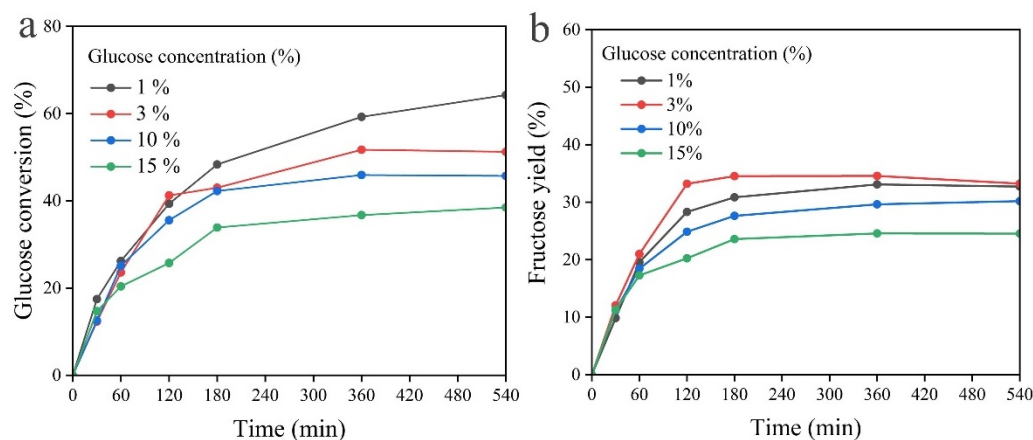 a
Glucose conversion (%)
80
60
40
20
0
Glucose concentration (%)
1 %
3 %
10 %
15 %
0 60 120 180 240 300 360 420 480 540
Time (min)
b
Fructose yield (%)
60
50
40
30
20
10
0
Glucose concentration (%)
1%
3%
10%
15%
0 60 120 180 240 300 360 420 480 540
Time (min)